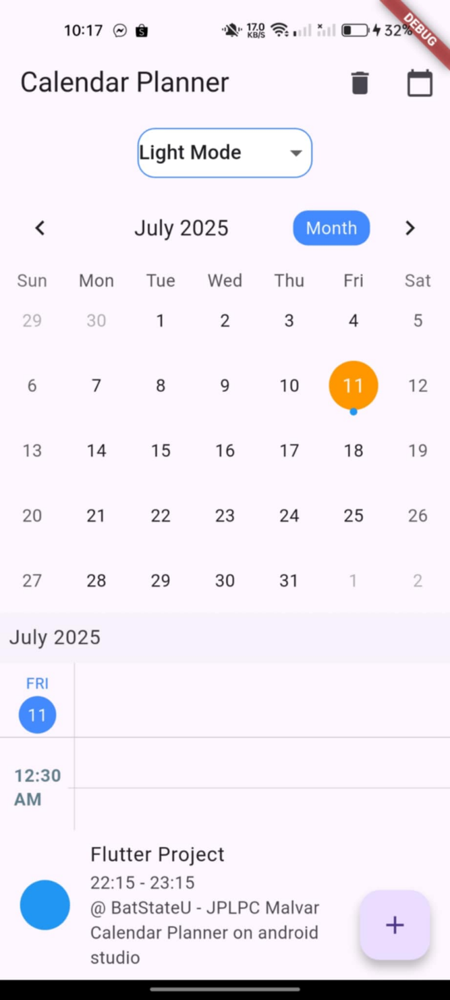 10:17 17.0 KB/S 32%
DEBUG
Calendar Planner
Light Mode
July 2025 Month
Sun Mon Tue Wed Thu Fri Sat
29 30 1 2 3 4 5
6 7 8 9 10 11 12
13 14 15 16 17 18 19
20 21 22 23 24 25 26
27 28 29 30 31 1 2
July 2025
FRI
11
12:30
AM
Flutter Project
22:15 - 23:15
@ BatStateU - JPLPC Malvar
Calendar Planner on android
studio
+